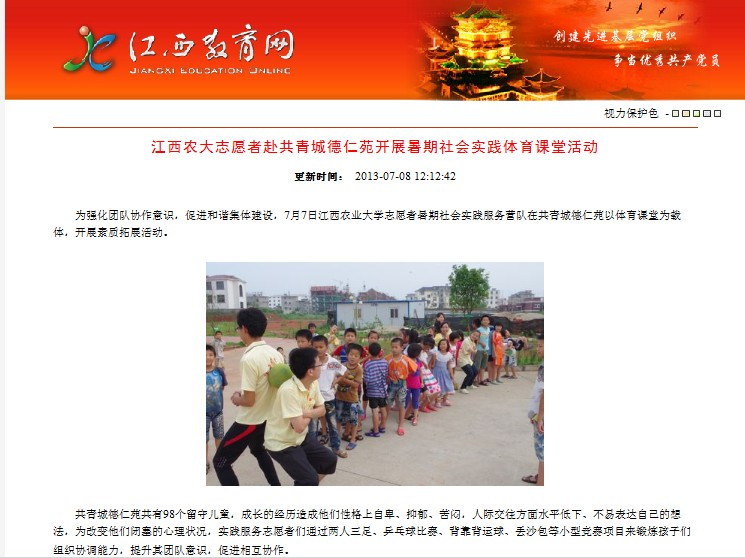 江西教育网
JIANGXI EDUCATION ONLINE
创建先进基层党组织
争当优秀共产党员
视力保护色 -
江西农大志愿者赴共青城德仁苑开展暑期社会实践体育课堂活动
更新时间： 2013-07-08 12:12:42
为强化团队协作意识，促进和谐集体建设，7月7日江西农业大学志愿者暑期社会实践服务营队在共青城德仁苑以体育课堂为载
体，开展素质拓展活动。
共青城德仁苑共有98个留守儿童，成长的经历造成他们性格上自卑、抑郁、苦闷，人际交往方面水平低下、不易表达自己的想
法，为改变他们闭塞的心理状况，实践服务志愿者们通过两人三足、乒乓球比赛、背靠背运球、丢沙包等小型竞赛项目来锻炼孩子们
组织协调能力，提升其团队意识，促进相互协作。